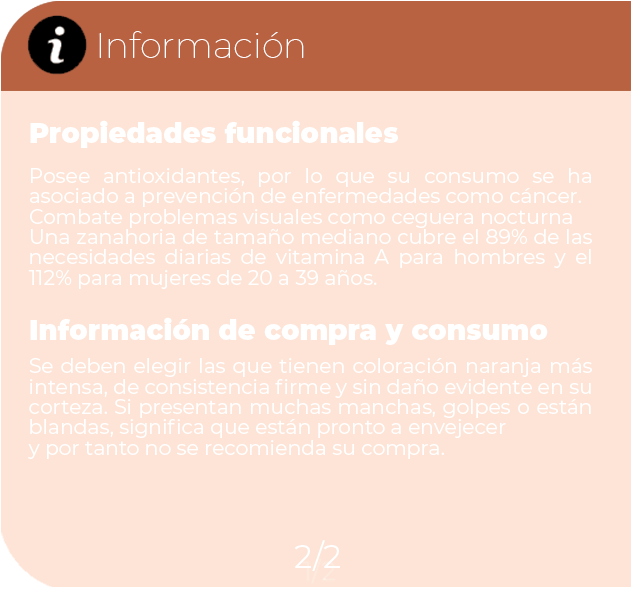 i Información
Propiedades funcionales
Posee antioxidantes, por lo que su consumo se ha
asociado a prevención de enfermedades como cáncer.
Combate problemas visuales como ceguera nocturna
Una zanahoria de tamaño mediano cubre el 89% de las
necesidades diarias de vitamina A para hombres y el
112% para mujeres de 20 a 39 años.
Información de compra y consumo
Se deben elegir las que tienen coloración naranja más
intensa, de consistencia firme y sin daño evidente en su
corteza. Si presentan muchas manchas, golpes o están
blandas, significa que están pronto a envejecer
y por tanto no se recomienda su compra.
2/2